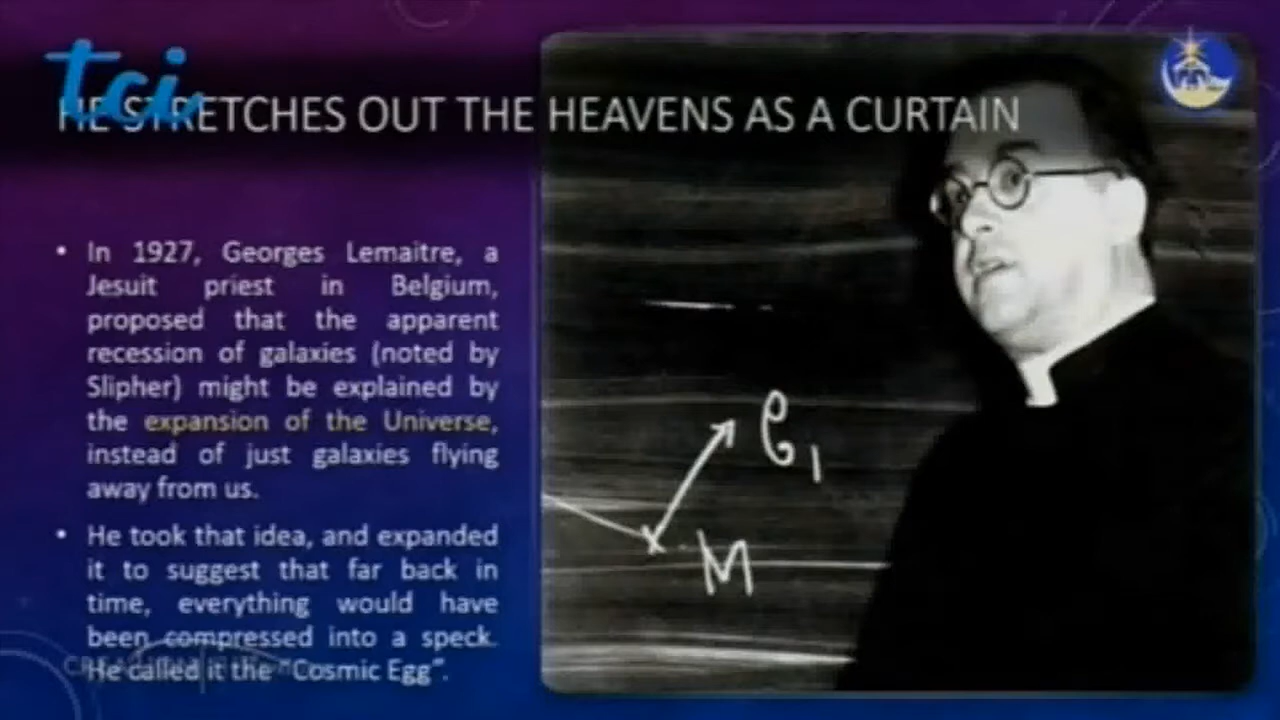 tci
HE STRETCHES OUT THE HEAVENS AS A CURTAIN
• In 1927, Georges Lemaitre, a
Jesuit priest in Belgium,
proposed that the apparent
recession of galaxies (noted by
Slipher) might be explained by
the expansion of the Universe,
instead of just galaxies flying
away from us.
• He took that idea, and expanded
it to suggest that far back in
time, everything would have
been compressed into a speck.
He called it the "Cosmic Egg".
M